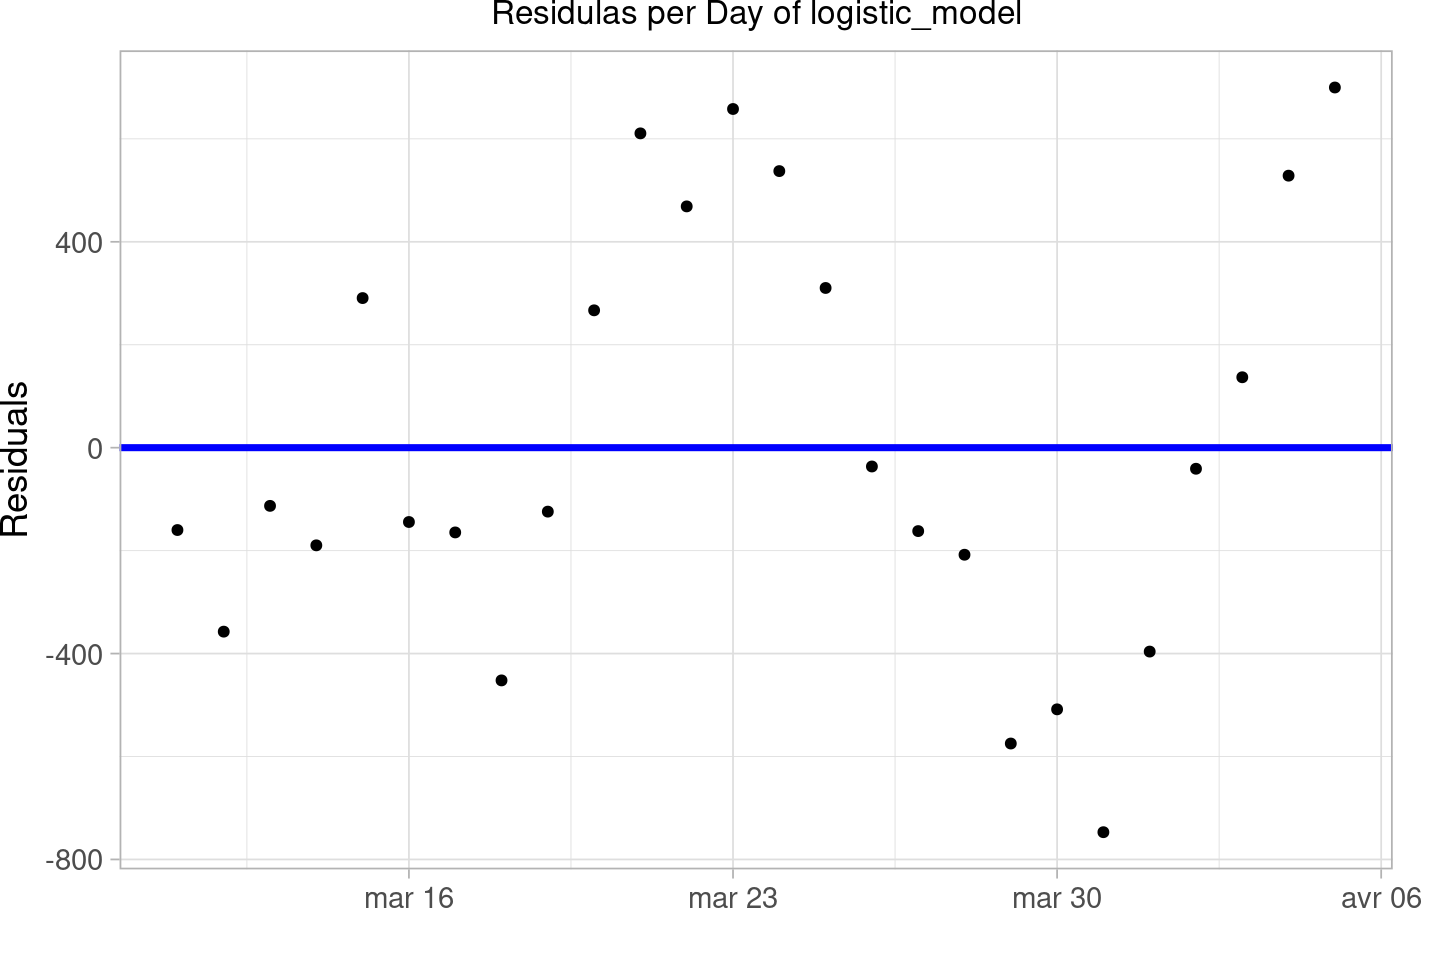 Residulas per Day of logistic_model
Residuals
400
0
-400
-800
mar 16
mar 23
mar 30
avr 06